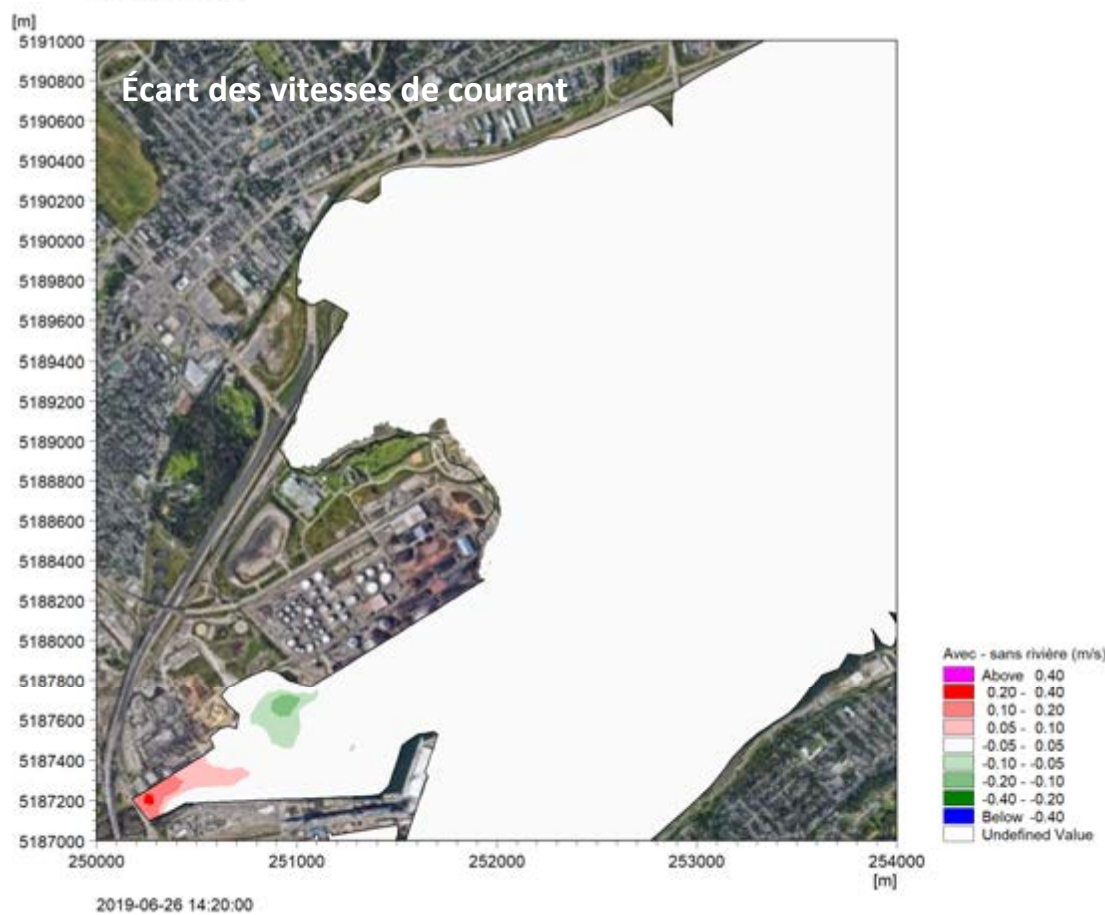 [m]
5191000
Écart des vitesses de courant
5190800
5190600
5190400
5190200
5190000
5189800
5189600
5189400
5189200
5189000
5188800
5188600
5188400
5188200
5188000
5187800
5187600
5187400
5187200
5187000
250000 251000 252000 253000 254000
[m]
2019-06-26 14:20:00
Avec - sans rivière (m/s)
Above 0.40
0.20 - 0.40
0.10 - 0.20
0.05 - 0.10
-0.05 - 0.05
-0.10 - -0.05
-0.20 - -0.10
-0.40 - -0.20
Below -0.40
Undefined Value